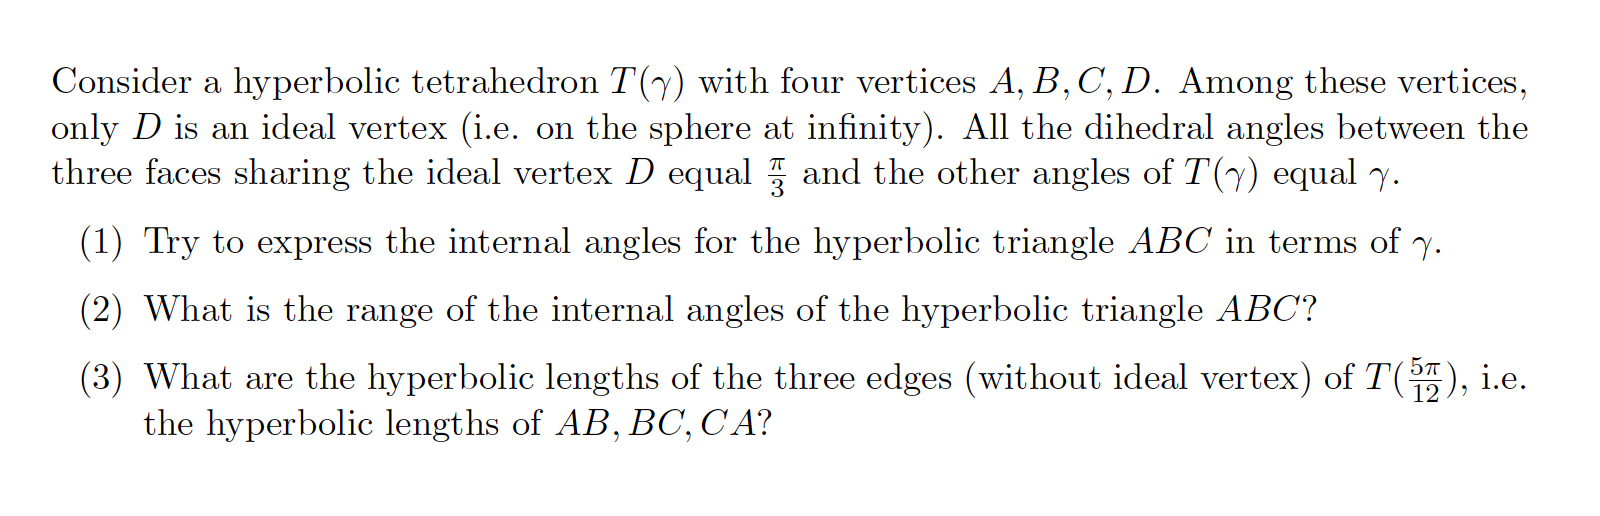 Consider a hyperbolic tetrahedron $T(\gamma)$ with four vertices $A, B, C, D$. Among these vertices,
only $D$ is an ideal vertex (i.e. on the sphere at infinity). All the dihedral angles between the
three faces sharing the ideal vertex $D$ equal $\frac{\pi}{3}$ and the other angles of $T(\gamma)$ equal $\gamma$.
(1) Try to express the internal angles for the hyperbolic triangle $ABC$ in terms of $\gamma$.
(2) What is the range of the internal angles of the hyperbolic triangle $ABC$?
(3) What are the hyperbolic lengths of the three edges (without ideal vertex) of $T(\frac{5\pi}{12})$, i.e.
the hyperbolic lengths of $AB, BC, CA$?